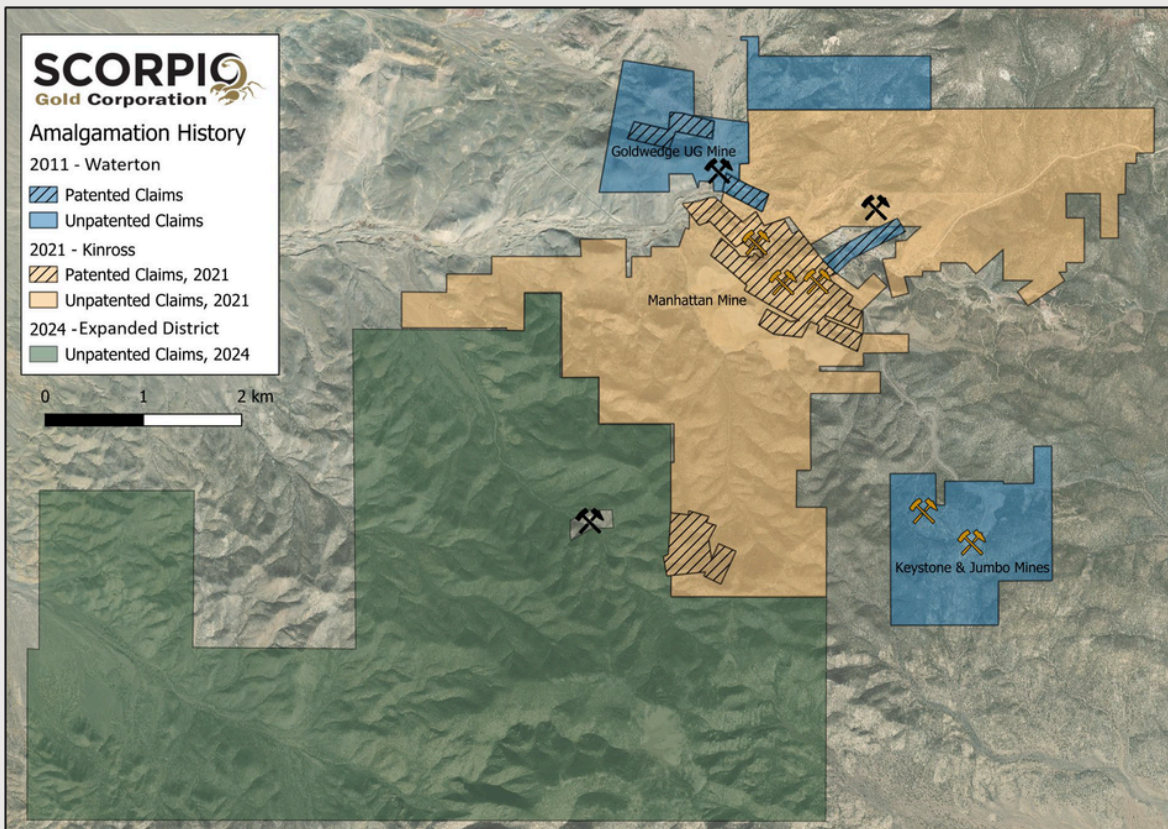 SCORPIO
Gold Corporation
Amalgamation History
2011 - Waterton
Patented Claims
Unpatented Claims
2021 - Kinross
Patented Claims, 2021
Unpatented Claims, 2021
2024 - Expanded District
Unpatented Claims, 2024
0 1 2 km
Goldwedge UG Mine
Manhattan Mine
Keystone & Jumbo Mines